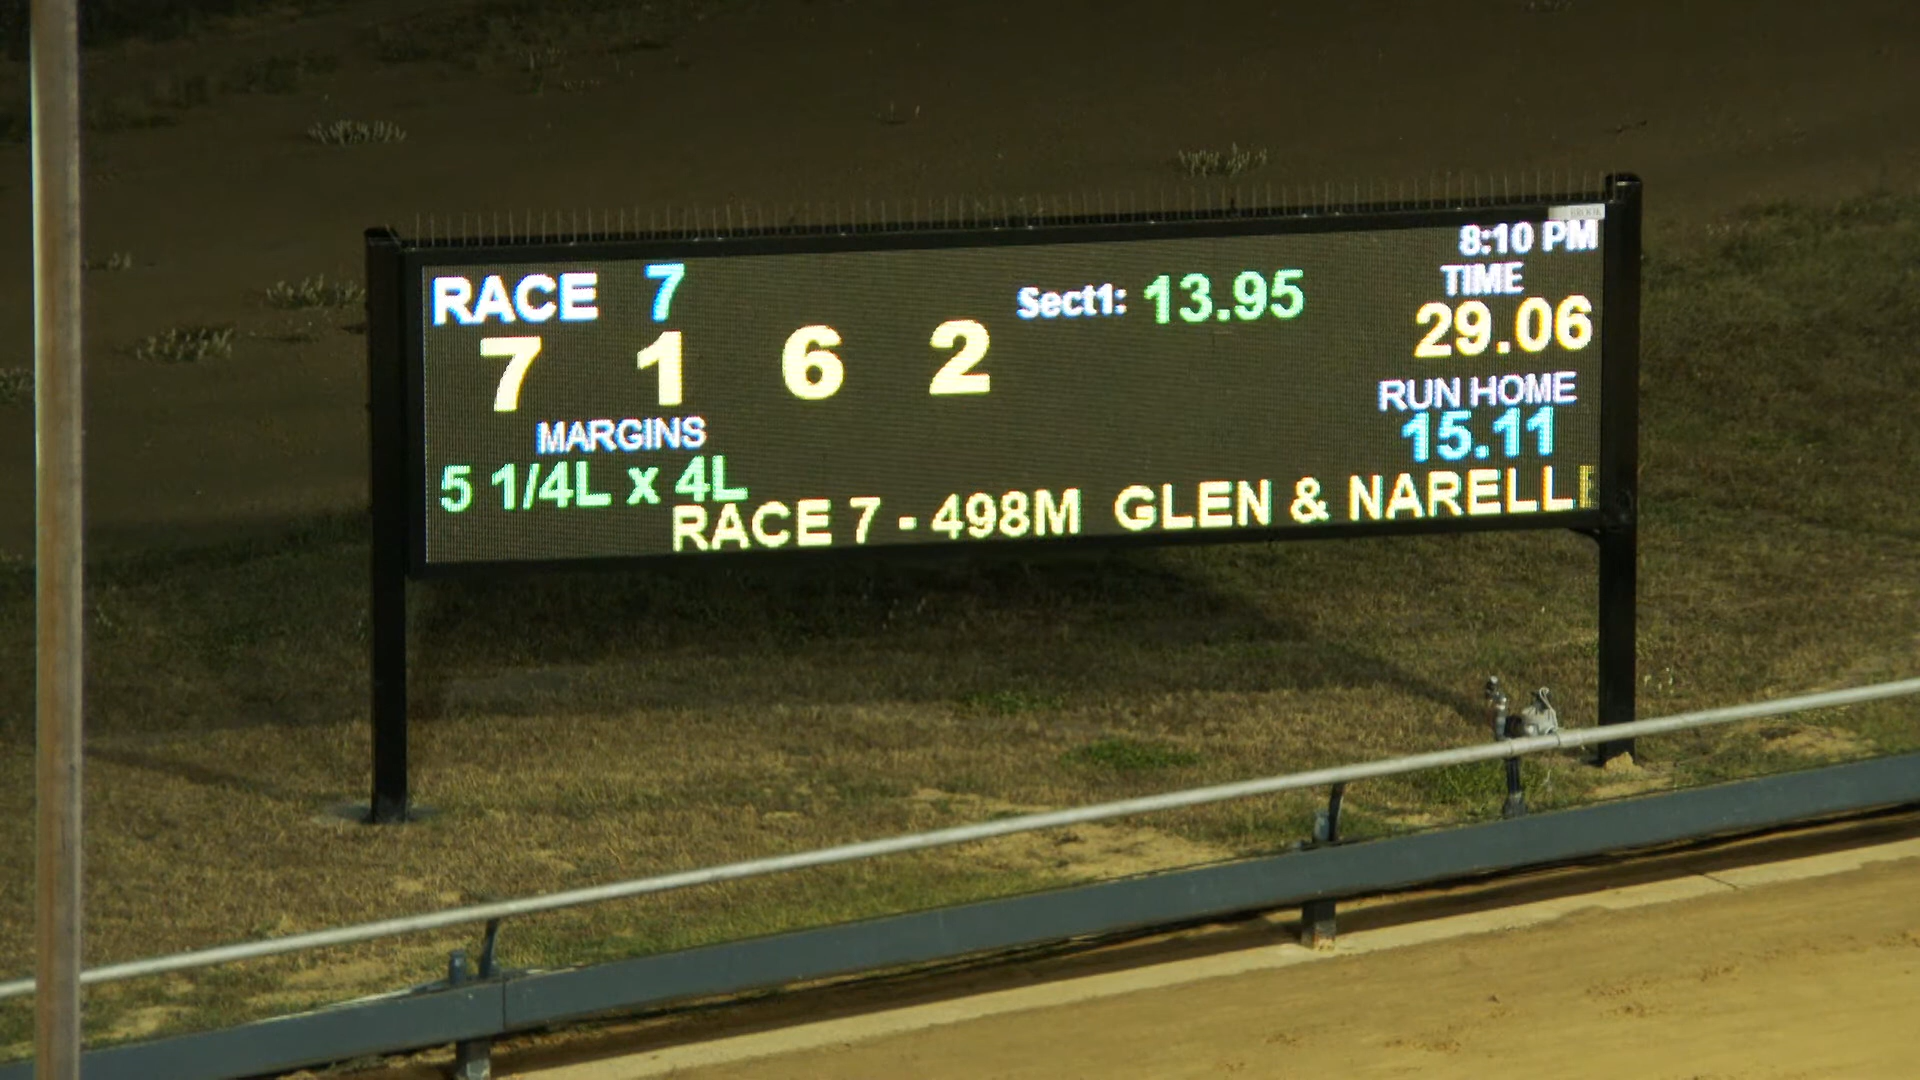 8:10 PM
RACE 7
Sect1: 13.95
TIME
29.06
7 1 6 2
RUN HOME
15.11
MARGINS
5 1/4L x 4L
RACE 7 - 498M GLEN & NARELL